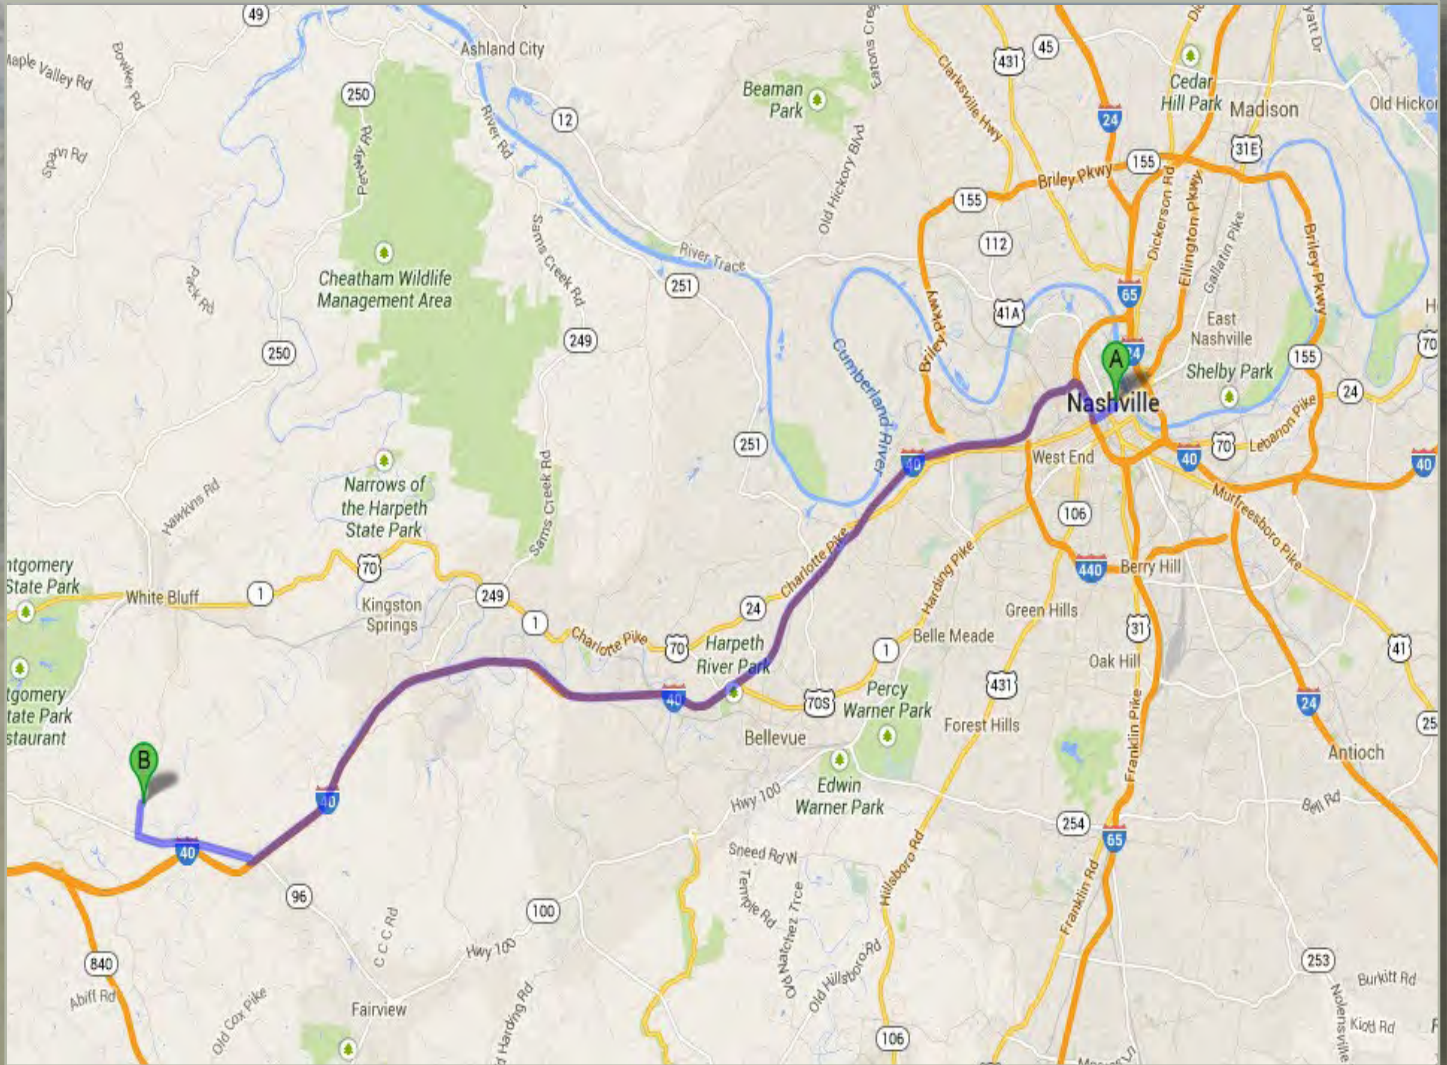 49
Ashland City
Maple Valley Rd
Bowker Rd
250
Petway Rd
Spann Rd
12
River Rd
Beaman
Park
Eatons Cree
Clarksville Hwy
431
45
Cedar
Hill Park
Madison
Old Hickor
yatt Dr
24
31E
155
Briley Pkwy
155
Dickerson Rd
Ellington Pkwy
Gallatin Pike
Briley Pkwy
Old Hickory Blvd
112
Sams Creek Rd
River Trace
251
Cheatham Wildlife
Management Area
Jack Rd
65
41A
East
Nashville
249
250
Briley Pkwy
Cumberland River
A
24
155
70
Shelby Park
24
Nashville
251
70
Lebanon Pike
40
West End
40
40
Narrows of
the Harpeth
State Park
Hawkins Rd
Sams Creek Rd
Murfreesboro Pike
106
Charlotte Pike
Harding Pike
70
440
Berry Hill
ntgomery
State Park
White Bluff
1
249
Kingston
Springs
1
Charlotte Pike
70
24
Harpeth
River Park
Green Hills
Belle Meade
31
1
41
Oak Hill
431
ntgomery
tate Park
staurant
40
70S
Percy
Warner Park
Forest Hills
24
25
Bellevue
Franklin Pike
Antioch
B
40
Edwin
Warner Park
Hwy 100
254
Bell Rd
65
40
Sneed Rd W
Temple Rd
Old Natchez Trce
Hillsboro Rd
Franklin Rd
96
100
C C C Rd
Hwy 100
Old Hillsboro Rd
840
Abiff Rd
253
Burkitt Rd
Old Cox Pike
Fairview
d Harding Rd
106
Nolensville
Kidd Rd